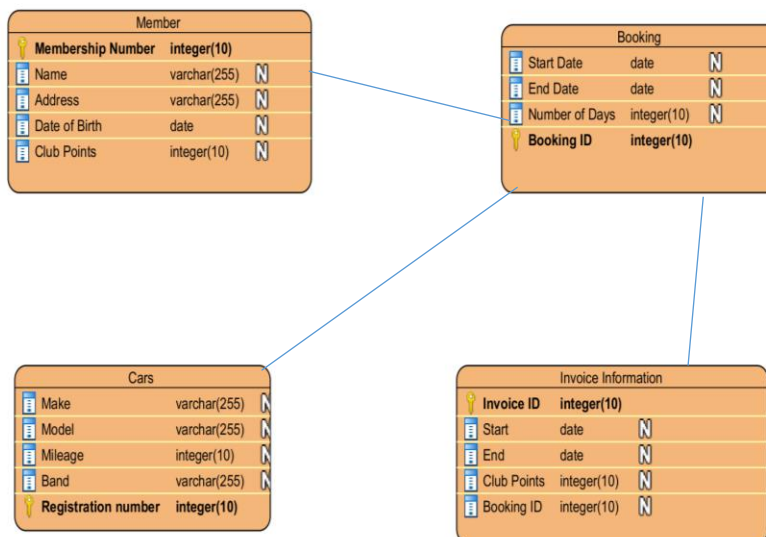 Member
Membership Number integer(10)
Name varchar(255) N
Address varchar(255) N
Date of Birth date N
Club Points integer(10) N
Booking
Start Date date N
End Date date N
Number of Days integer(10) N
Booking ID integer(10)
Cars
Make varchar(255) N
Model varchar(255) N
Mileage integer(10) N
Band varchar(255) N
Registration number integer(10)
Invoice Information
Invoice ID integer(10)
Start date N
End date N
Club Points integer(10) N
Booking ID integer(10) N